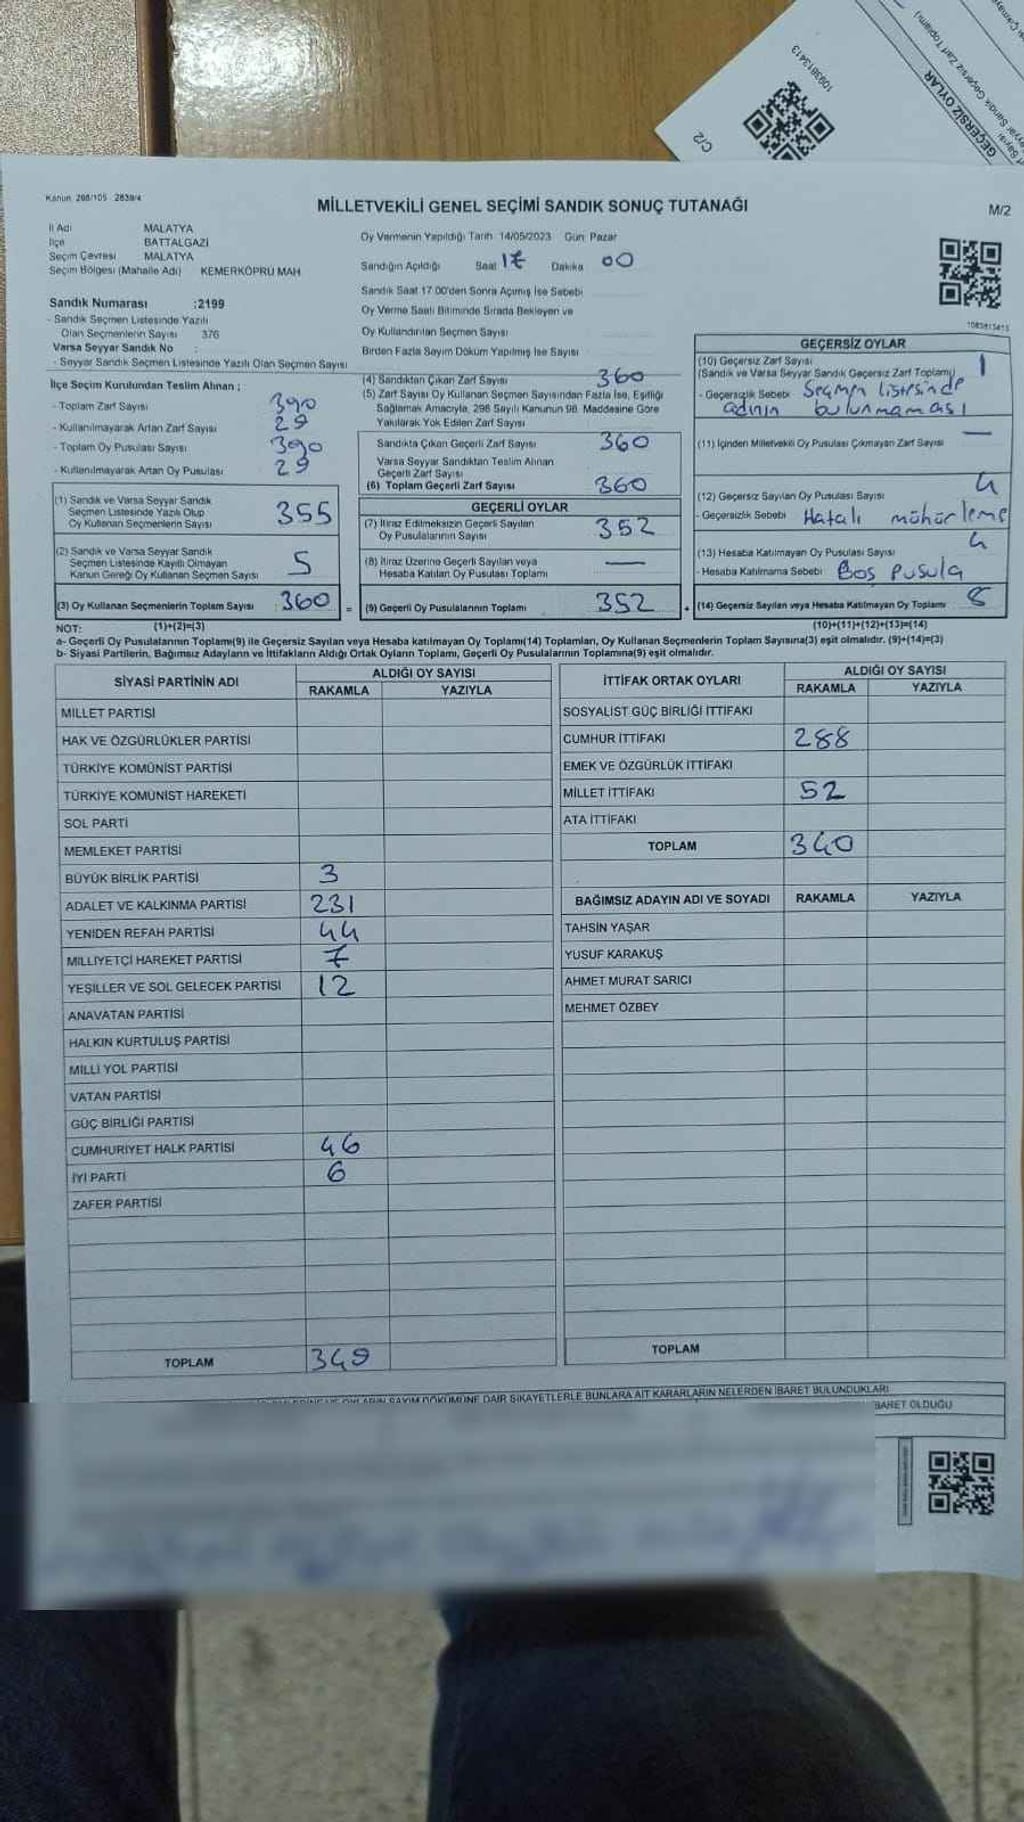 1093813413
C/2
GEÇERSİZ OYLAR
Kanun 298/105 2839/4
MİLLETVEKİLİ GENEL SEÇİMİ SANDIK SONUÇ TUTANAĞI
M/2
İl Adı MALATYA
İlçe BATTALGAZİ
Seçim Çevresi MALATYA
Seçim Bölgesi (Mahalle Adı) KEMERKÖPRÜ MAH
Oy Vermenin Yapıldığı Tarih 14/05/2023 Gün: Pazar
Sandığın Açıldığı Saat 17 Dakika 00
Sandık Saat 17.00'den Sonra Açılmış İse Sebebi
Oy Verme Saati Bitiminde Sırada Bekleyen ve
Oy Kullandırılan Seçmen Sayısı
Birden Fazla Sayım Döküm Yapılmış İse Sayısı
Sandık Numarası :2199
- Sandık Seçmen Listesinde Yazılı
Olan Seçmenlerin Sayısı 376
Varsa Seyyar Sandık No :
- Seyyar Sandık Seçmen Listesinde Yazılı Olan Seçmen Sayısı
İlçe Seçim Kurulundan Teslim Alınan ;
- Toplam Zarf Sayısı 390
- Kullanılmayarak Artan Zarf Sayısı 29
- Toplam Oy Pusulası Sayısı 390
- Kullanılmayarak Artan Oy Pusulası 29
(1) Sandık ve Varsa Seyyar Sandık
Seçmen Listesinde Yazılı Olup
Oy Kullanan Seçmenlerin Sayısı 355
(2) Sandık ve Varsa Seyyar Sandık
Seçmen Listesinde Kayıtlı Olmayan
Kanun Gereği Oy Kullanan Seçmen Sayısı 5
(3) Oy Kullanan Seçmenlerin Toplam Sayısı 360 =
(4) Sandıktan Çıkan Zarf Sayısı 360
(5) Zarf Sayısı Oy Kullanan Seçmen Sayısından Fazla İse, Eşitliği
Sağlamak Amacıyla, 298 Sayılı Kanunun 98. Maddesine Göre
Yakılarak Yok Edilen Zarf Sayısı
Sandıkta Çıkan Geçerli Zarf Sayısı 360
Varsa Seyyar Sandıktan Teslim Alınan
Geçerli Zarf Sayısı
(6) Toplam Geçerli Zarf Sayısı 360
GEÇERLİ OYLAR
(7) İtiraz Edilmeksizin Geçerli Sayılan
Oy Pusulalarının Sayısı 352
(8) İtiraz Üzerine Geçerli Sayılan veya
Hesaba Katılan Oy Pusulası Toplamı —
(9) Geçerli Oy Pusulalarının Toplamı 352 +
GEÇERSİZ OYLAR
(10) Geçersiz Zarf Sayısı
(Sandık ve Varsa Seyyar Sandık Geçersiz Zarf Toplamı) 1
- Geçersizlik Sebebi Seçmen listesinde
adının bulunmaması
(11) İçinden Milletvekili Oy Pusulası Çıkmayan Zarf Sayısı —
(12) Geçersiz Sayılan Oy Pusulası Sayısı 4
- Geçersizlik Sebebi Hatalı mühürleme
(13) Hesaba Katılmayan Oy Pusulası Sayısı 4
- Hesaba Katılmama Sebebi Boş pusula
(14) Geçersiz Sayılan veya Hesaba Katılmayan Oy Toplamı 8
NOT: (1)+(2)=(3) (10)+(11)+(12)+(13)=(14)
a- Geçerli Oy Pusulalarının Toplamı(9) ile Geçersiz Sayılan veya Hesaba katılmayan Oy Toplamı(14) Toplamları, Oy Kullanan Seçmenlerin Toplam Sayısına(3) eşit olmalıdır. (9)+(14)=(3)
b- Siyasi Partilerin, Bağımsız Adayların ve İttifakların Aldığı Ortak Oyların Toplamı, Geçerli Oy Pusulalarının Toplamına(9) eşit olmalıdır.
SİYASİ PARTİNİN ADI ALDIĞI OY SAYISI
RAKAMLA YAZIYLA
MİLLET PARTİSİ
HAK VE ÖZGÜRLÜKLER PARTİSİ
TÜRKİYE KOMÜNİST PARTİSİ
TÜRKİYE KOMÜNİST HAREKETİ
SOL PARTİ
MEMLEKET PARTİSİ
BÜYÜK BİRLİK PARTİSİ 3
ADALET VE KALKINMA PARTİSİ 231
YENİDEN REFAH PARTİSİ 44
MİLLİYETÇİ HAREKET PARTİSİ 7
YEŞİLLER VE SOL GELECEK PARTİSİ 12
ANAVATAN PARTİSİ
HALKIN KURTULUŞ PARTİSİ
MİLLİ YOL PARTİSİ
VATAN PARTİSİ
GÜÇ BİRLİĞİ PARTİSİ
CUMHURİYET HALK PARTİSİ 46
İYİ PARTİ 6
ZAFER PARTİSİ
TOPLAM 349
İTTİFAK ORTAK OYLARI ALDIĞI OY SAYISI
RAKAMLA YAZIYLA
SOSYALİST GÜÇ BİRLİĞİ İTTİFAKI
CUMHUR İTTİFAKI 288
EMEK VE ÖZGÜRLÜK İTTİFAKI
MİLLET İTTİFAKI 52
ATA İTTİFAKI
TOPLAM 340
BAĞIMSIZ ADAYIN ADI VE SOYADI RAKAMLA YAZIYLA
TAHSİN YAŞAR
YUSUF KARAKUŞ
AHMET MURAT SARICI
MEHMET ÖZBEY
TOPLAM
SAYIM DÖKÜMÜNE DAİR ŞİKAYETLERLE BUNLARA AİT KARARLARIN NELERDEN İBARET BULUNDUKLARI
İBARET OLDUĞU